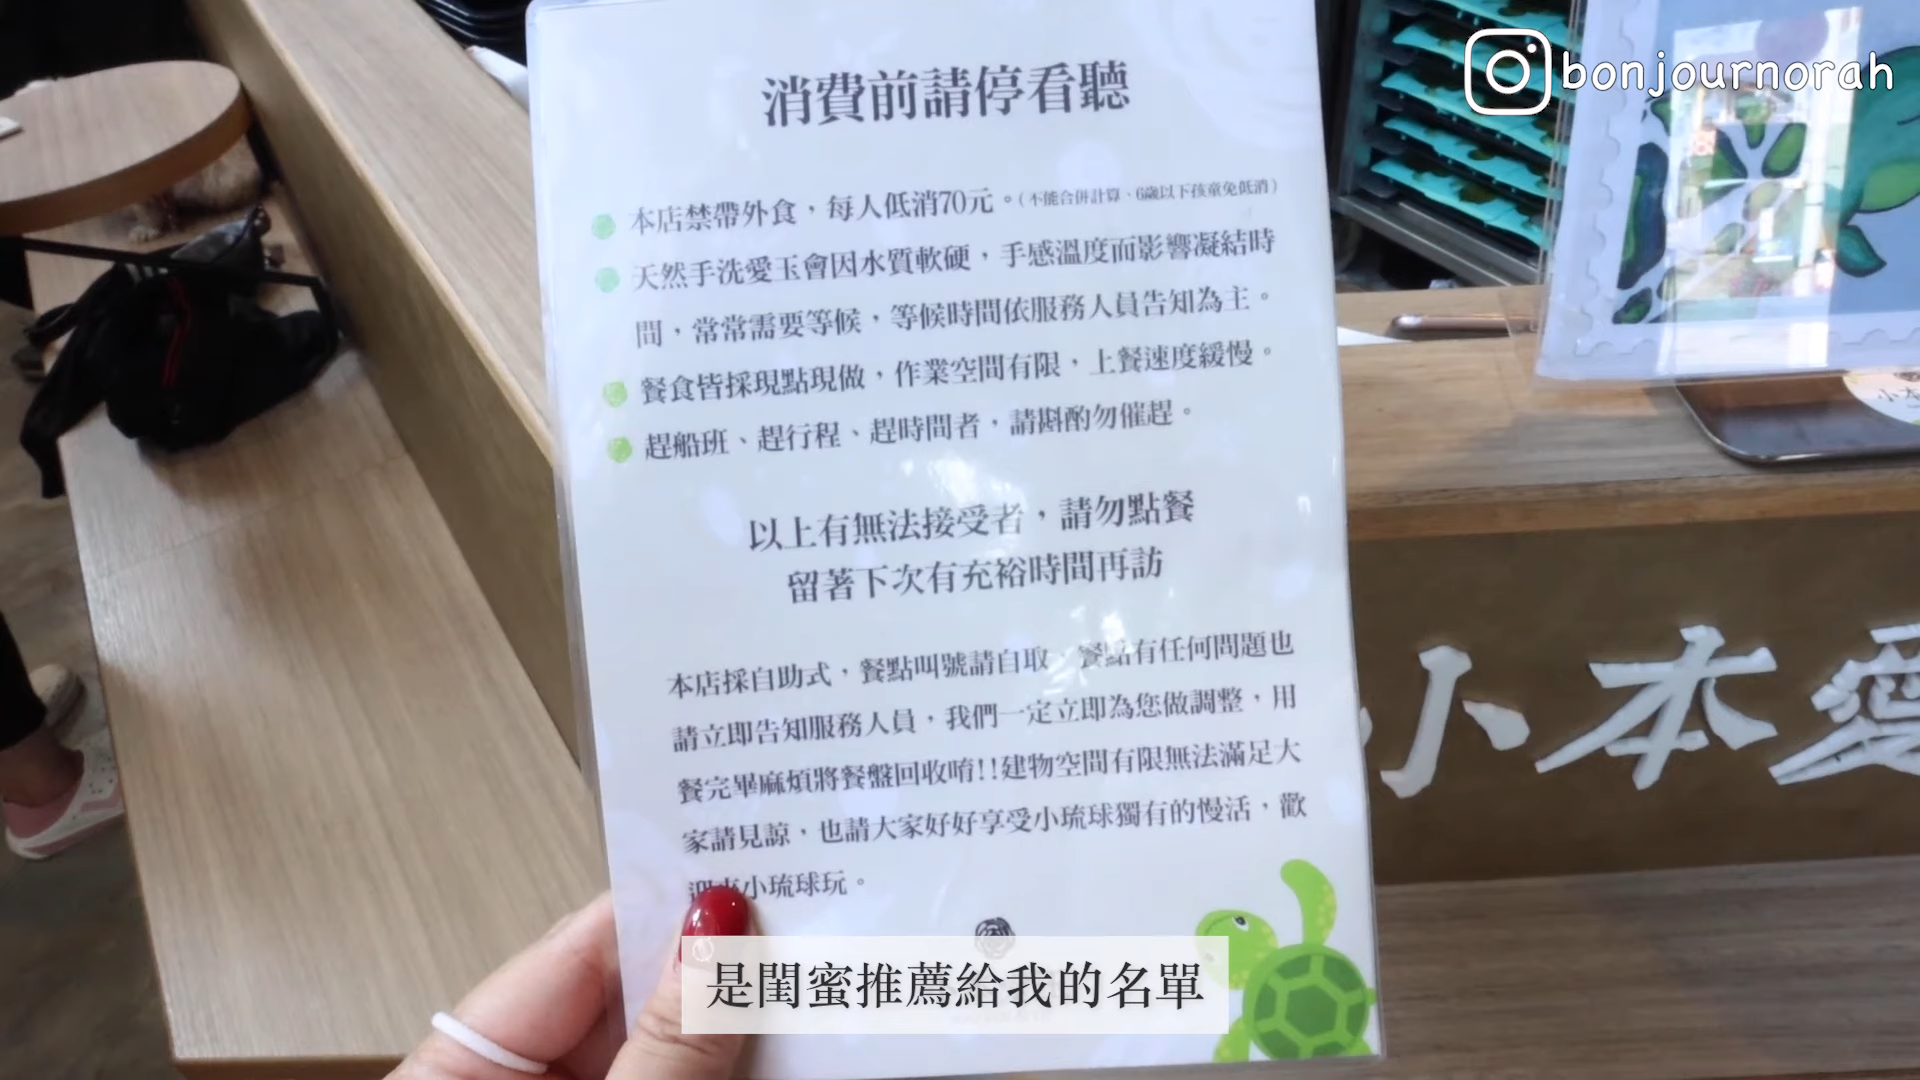 bonjournorah
消費前請停看聽
本店禁帶外食，每人低消70元。(不能合併計算、6歲以下孩童免低消)
天然手洗愛玉會因水質軟硬，手感溫度而影響凝結時
間，常常需要等候，等候時間依服務人員告知為主。
餐食皆採現點現做，作業空間有限，上餐速度緩慢。
趕船班、趕行程、趕時間者，請斟酌勿催趕。
以上有無法接受者，請勿點餐
留著下次有充裕時間再訪
本店採自助式，餐點叫號請自取，餐點有任何問題也
請立即告知服務人員，我們一定立即為您做調整，用
餐完畢麻煩將餐盤回收唷!!建物空間有限無法滿足大
家請見諒，也請大家好好享受小琉球獨有的慢活，歡
迎來小琉球玩。
小本愛
是閨蜜推薦給我的名單